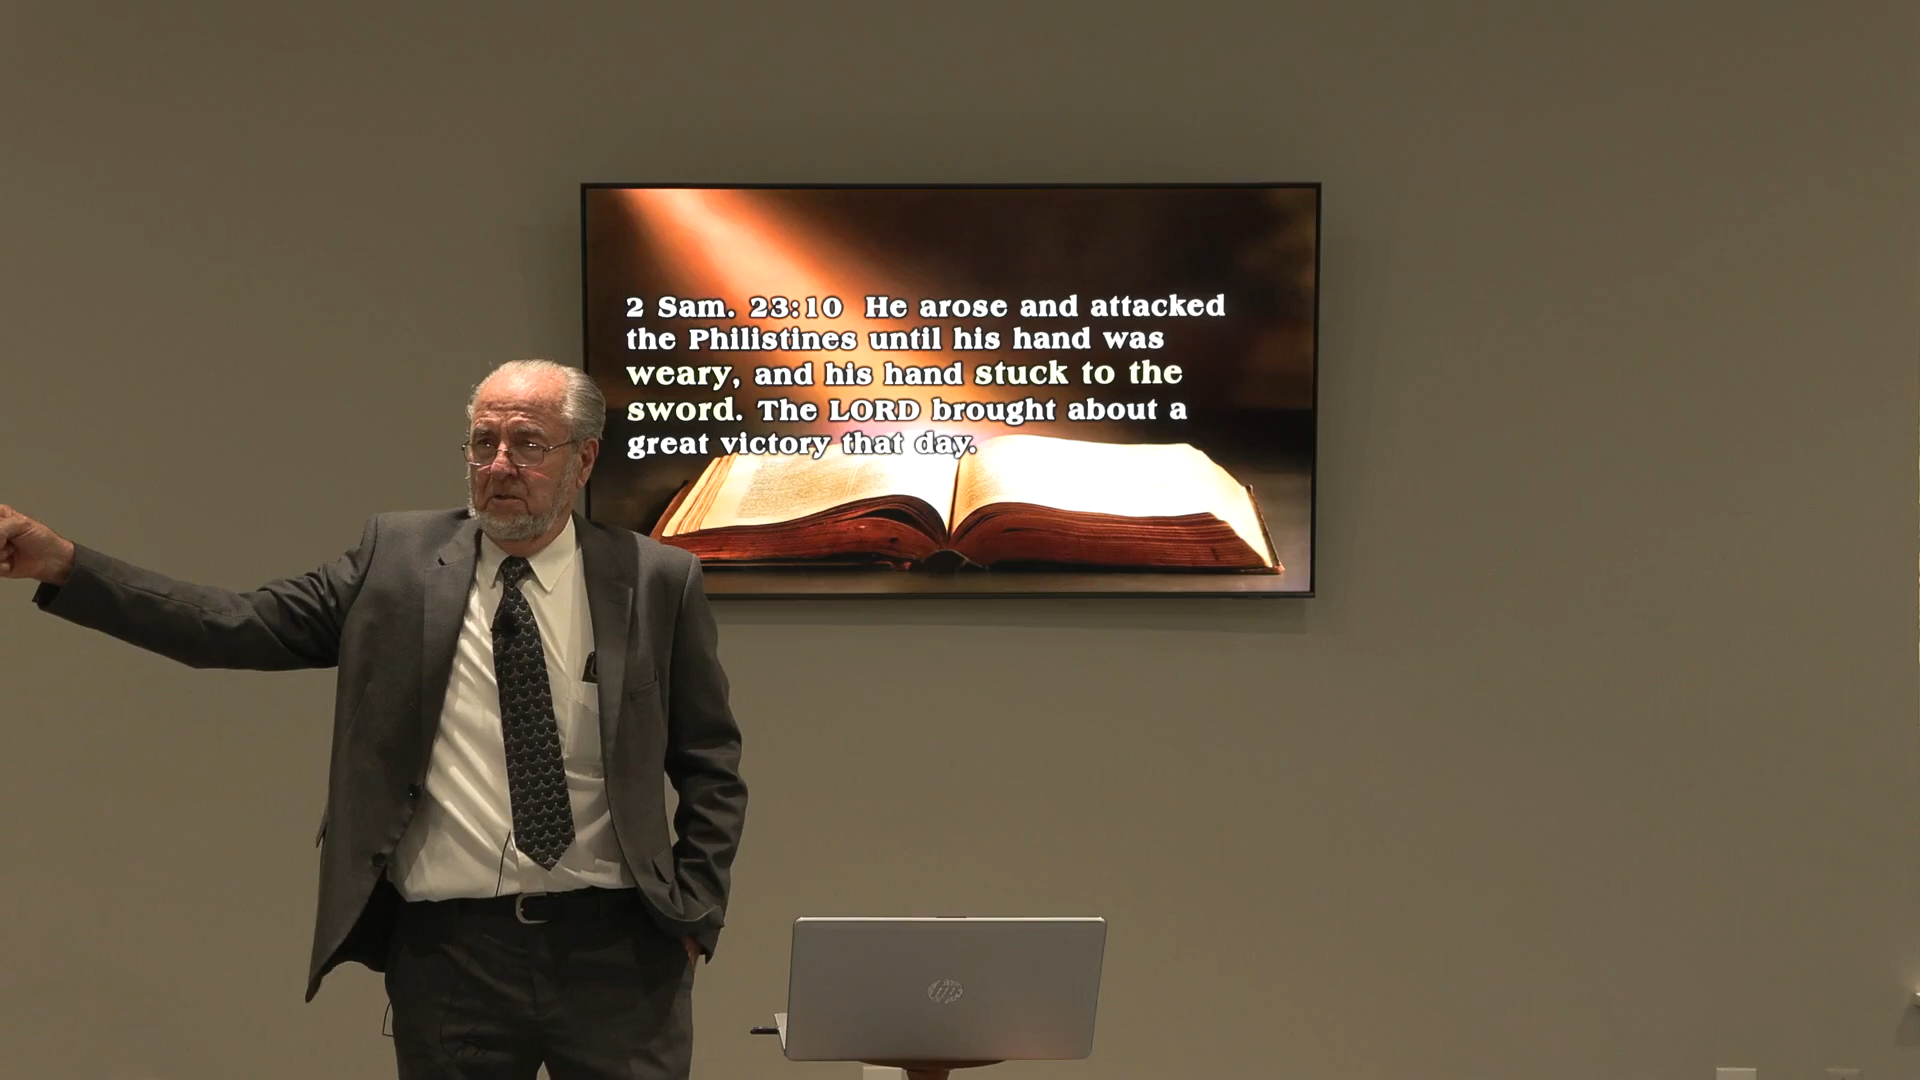 2 Sam. 23:10  He arose and attacked
the Philistines until his hand was
weary, and his hand stuck to the
sword. The LORD brought about a
great victory that day.
hp